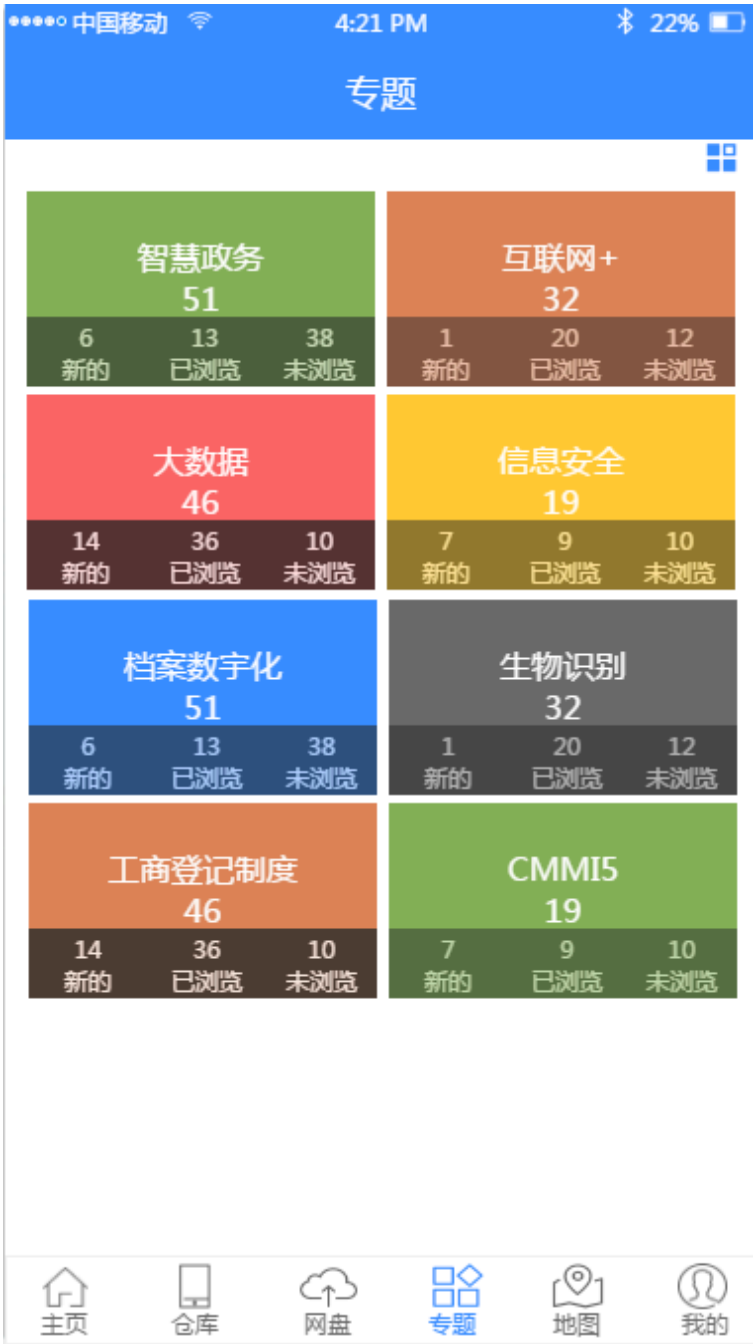 中国移动 4:21 PM 22%
专题
智慧政务 互联网+
51 32
6 13 38 1 20 12
新的 已浏览 未浏览 新的 已浏览 未浏览
大数据 信息安全
46 19
14 36 10 7 9 10
新的 已浏览 未浏览 新的 已浏览 未浏览
档案数字化 生物识别
51 32
6 13 38 1 20 12
新的 已浏览 未浏览 新的 已浏览 未浏览
工商登记制度 CMMI5
46 19
14 36 10 7 9 10
新的 已浏览 未浏览 新的 已浏览 未浏览
主页 仓库 网盘 专题 地图 我的